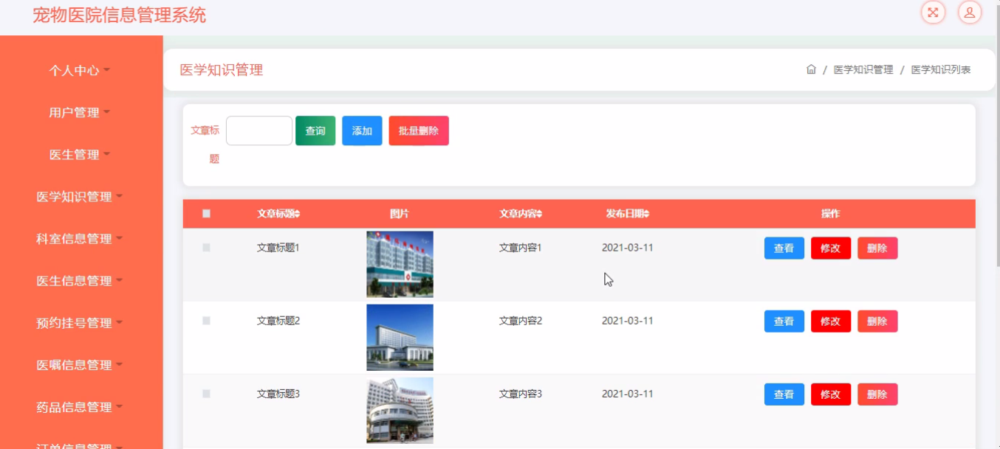 宠物医院信息管理系统
个人中心
用户管理
医生管理
医学知识管理
科室信息管理
医生信息管理
预约挂号管理
医嘱信息管理
药品信息管理
订单信息管理
医学知识管理
/ 医学知识管理 / 医学知识列表
文章标
题
查询 添加 批量删除
文章标题 图片 文章内容 发布日期 操作
文章标题1 文章内容1 2021-03-11 查看 修改 删除
文章标题2 文章内容2 2021-03-11 查看 修改 删除
文章标题3 文章内容3 2021-03-11 查看 修改 删除